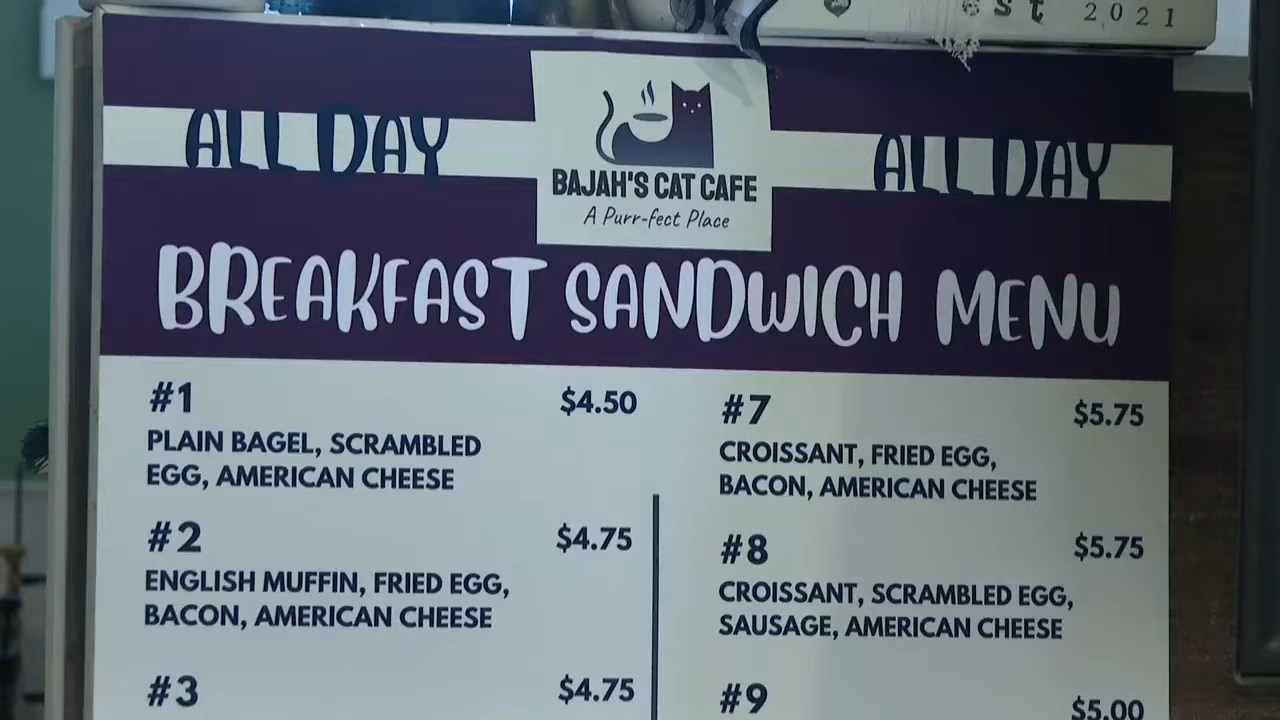 2021
ALL DAY
ALL DAY
BAJAH'S CAT CAFE
A Purr-fect Place
BREAKFAST SANDWICH MENU
#1 $4.50
PLAIN BAGEL, SCRAMBLED
EGG, AMERICAN CHEESE
#2 $4.75
ENGLISH MUFFIN, FRIED EGG,
BACON, AMERICAN CHEESE
#3 $4.75
#7 $5.75
CROISSANT, FRIED EGG,
BACON, AMERICAN CHEESE
#8 $5.75
CROISSANT, SCRAMBLED EGG,
SAUSAGE, AMERICAN CHEESE
#9 $5.00